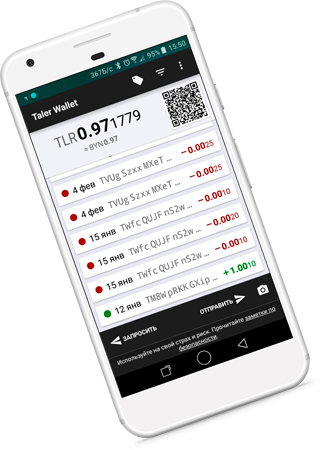 367Б/с 95% 15:50
Taler Wallet
TLR0.971779
≈ BYN0.97
−0.0025
4 фев TVUg Szxx MXeT ... −0.0025
4 фев TVUg Szxx MXeT ... −0.0010
15 янв TWfc QUJF nS2w ... −0.0020
15 янв TWfc QUJF nS2w ... −0.0010
15 янв TWfc QUJF nS2w ...
12 янв TM8W pRKK GXip ... +1.0010
ЗАПРОСИТЬ ОТПРАВИТЬ
Используйте на свой страх и риск. Прочитайте заметки по
безопасности.